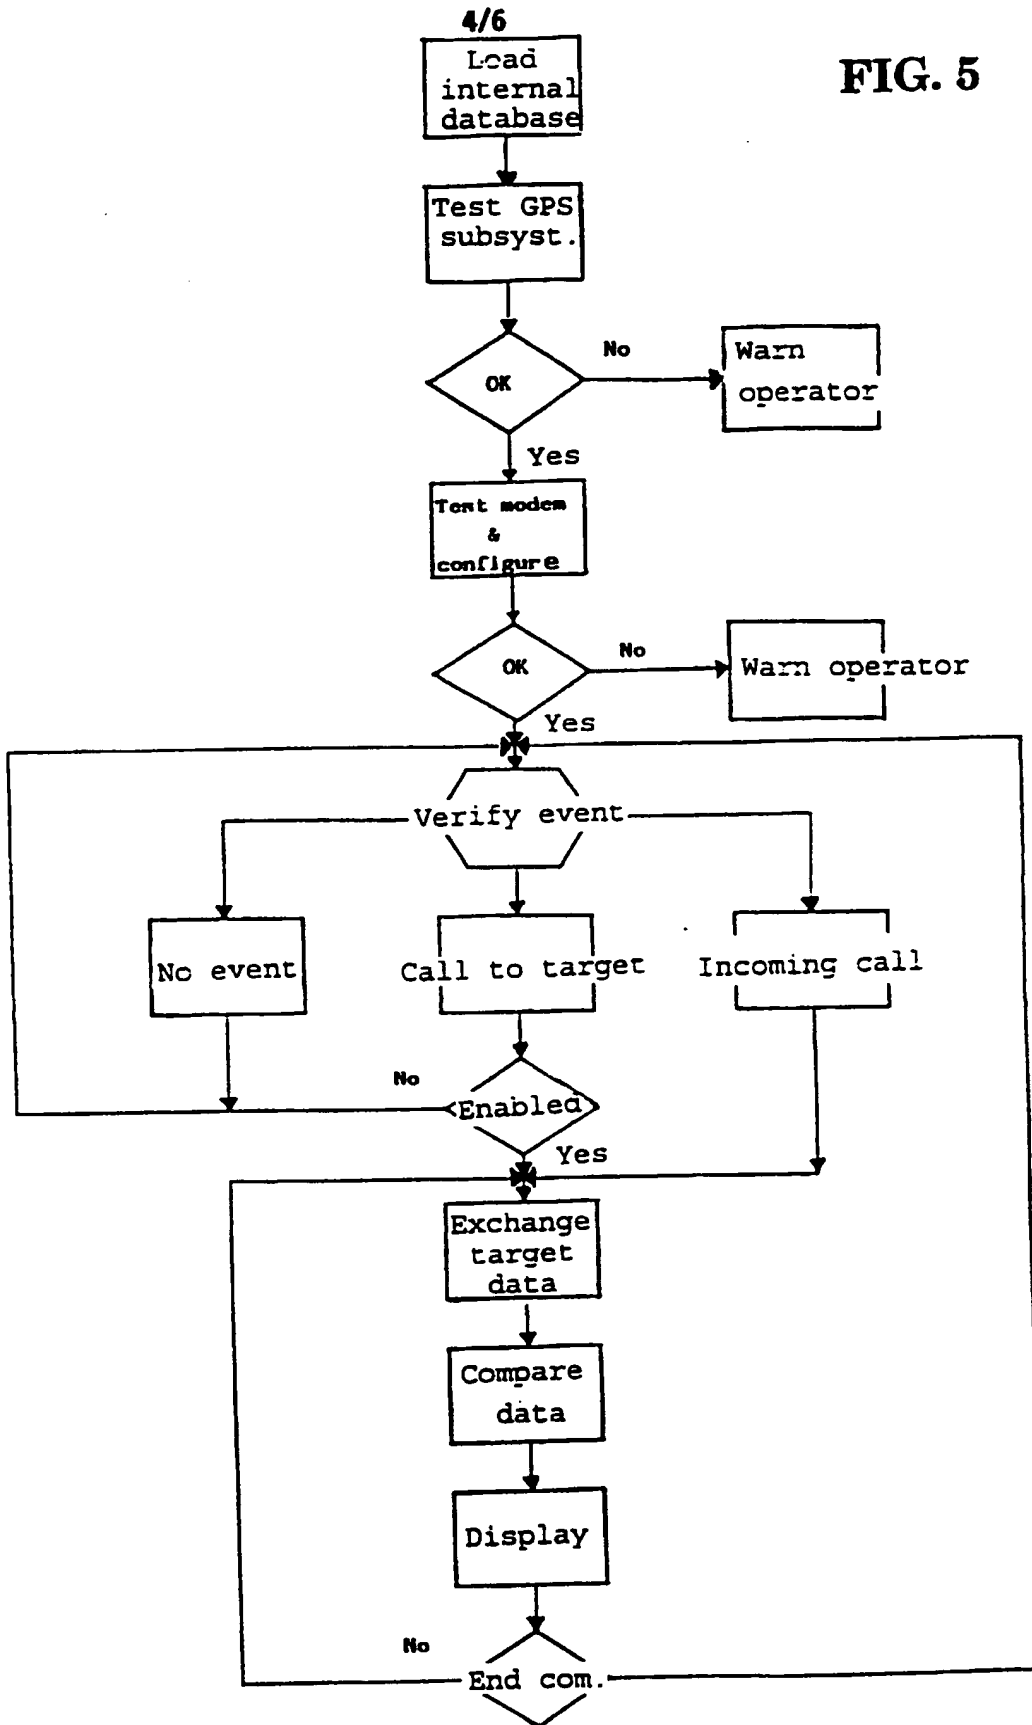 4/6
FIG. 5
Load
internal
database
Test GPS
subsyst.
OK
No
Warn
operator
Yes
Test modem
&
configure
OK
No
Warn operator
Yes
Verify event
No event
Call to target
Incoming call
No
Enabled
Yes
Exchange
target
data
Compare
data
Display
No
End com.